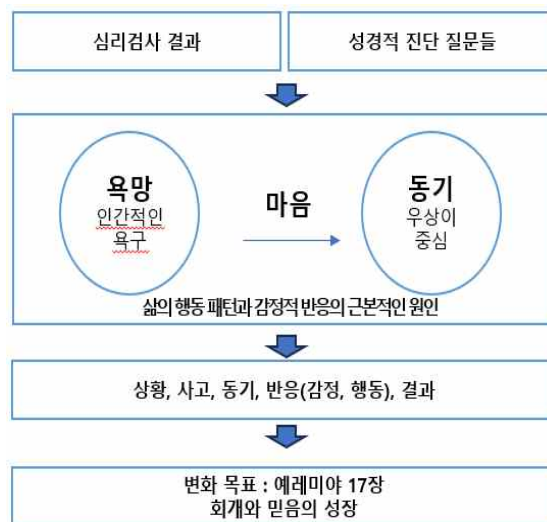 심리검사 결과
성경적 진단 질문들
욕망
인간적인
욕구
마음
동기
우상이
중심
삶의 행동 패턴과 감정적 반응의 근본적인 원인
상황, 사고, 동기, 반응(감정, 행동), 결과
변화 목표 : 예레미야 17장
회개와 믿음의 성장